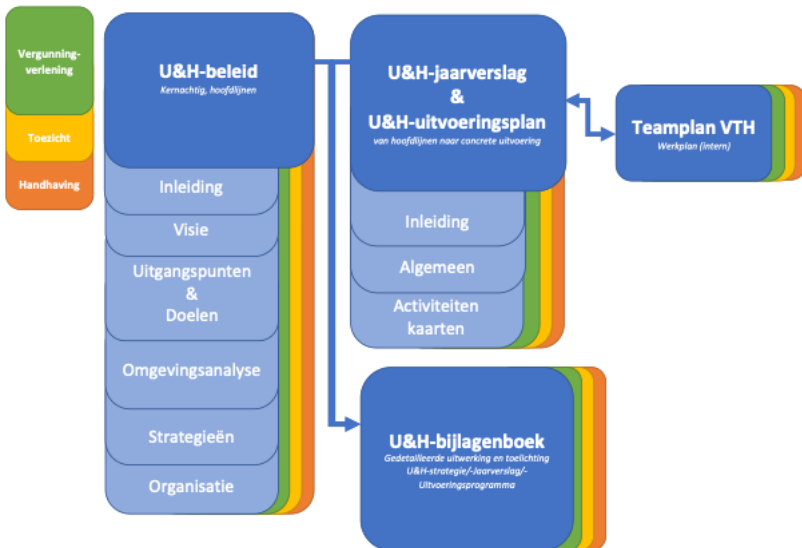 Vergunning-
verlening
Toezicht
Handhaving
U&H-beleid
Kernachtig, hoofdlijnen
Inleiding
Visie
Uitgangspunten
&
Doelen
Omgevingsanalyse
Strategieën
Organisatie
U&H-jaarverslag
&
U&H-uitvoeringsplan
van hoofdlijnen naar concrete uitvoering
Inleiding
Algemeen
Activiteiten
kaarten
Teamplan VTH
Werkplan (intern)
U&H-bijlagenboek
Gedetailleerde uitwerking en toelichting
U&H-strategie/-Jaarverslag/-
Uitvoeringsprogramma